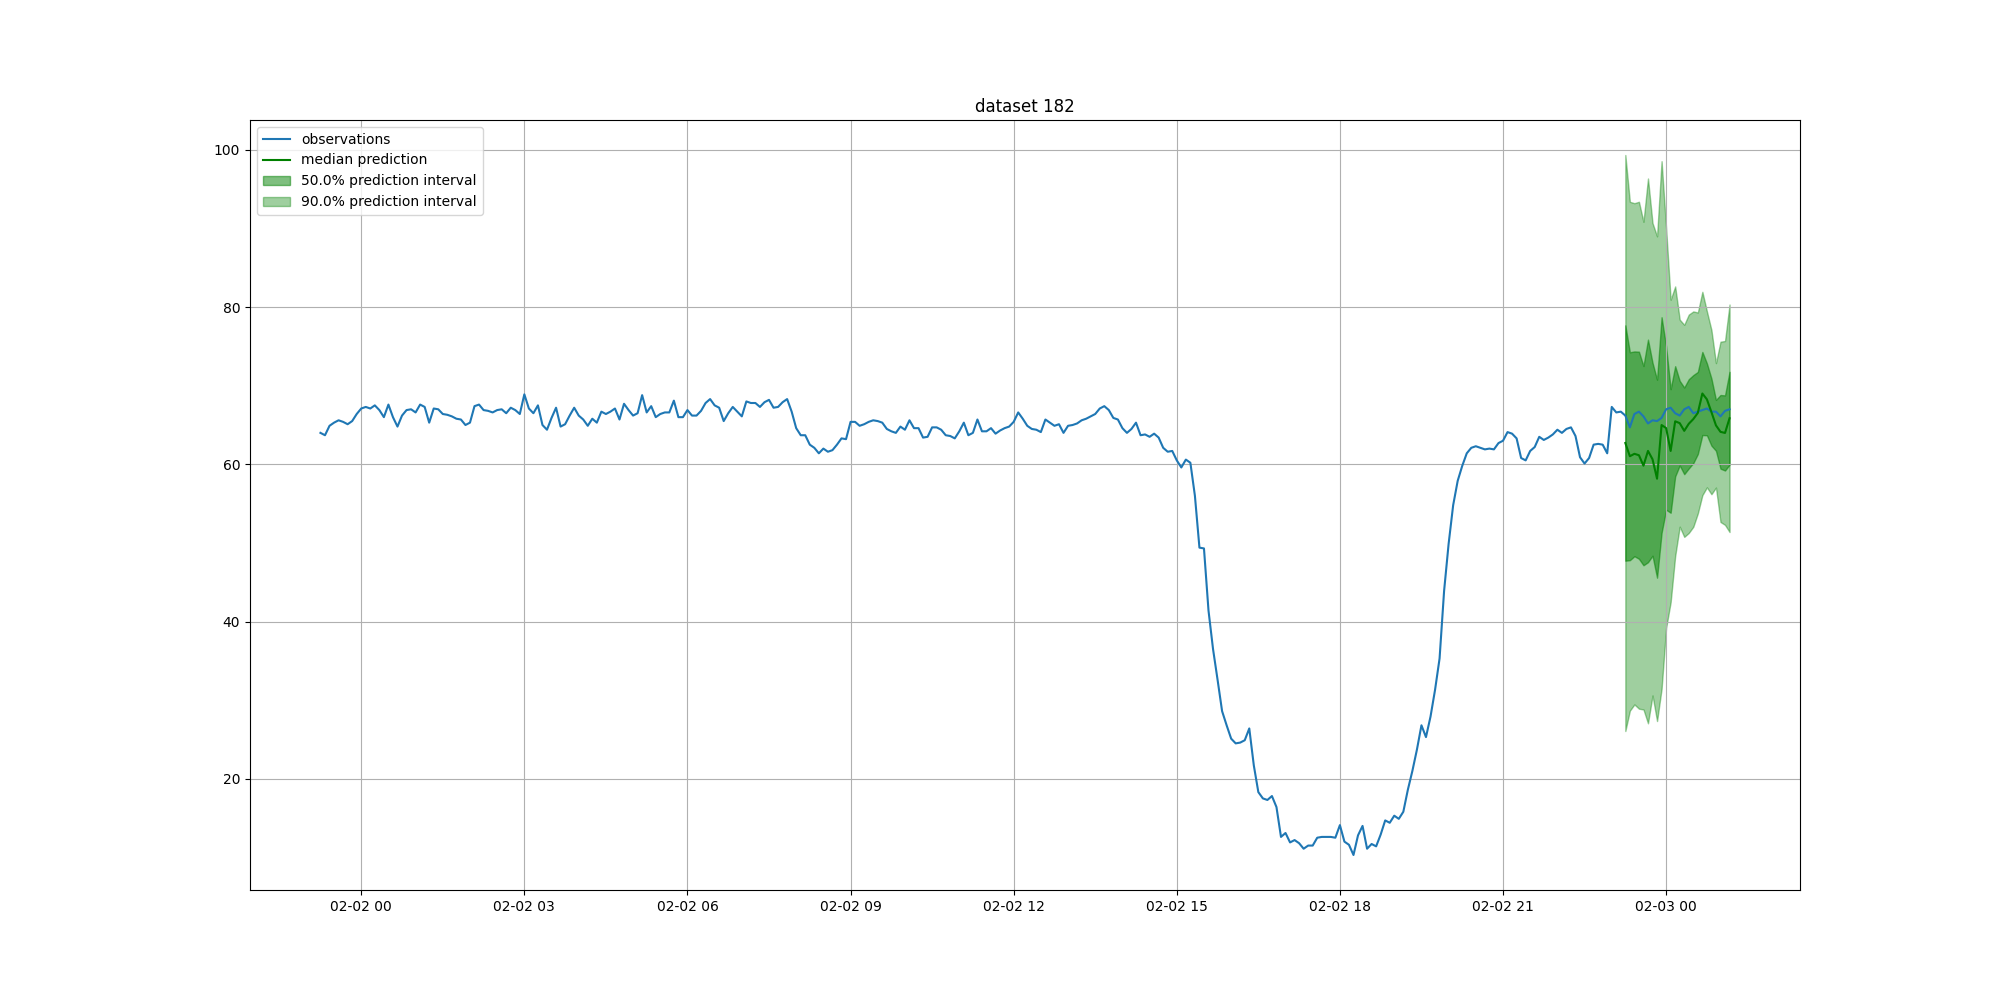 dataset 182
observations
median prediction
50.0% prediction interval
90.0% prediction interval
100
80
60
40
20
02-02 00
02-02 03
02-02 06
02-02 09
02-02 12
02-02 15
02-02 18
02-02 21
02-03 00